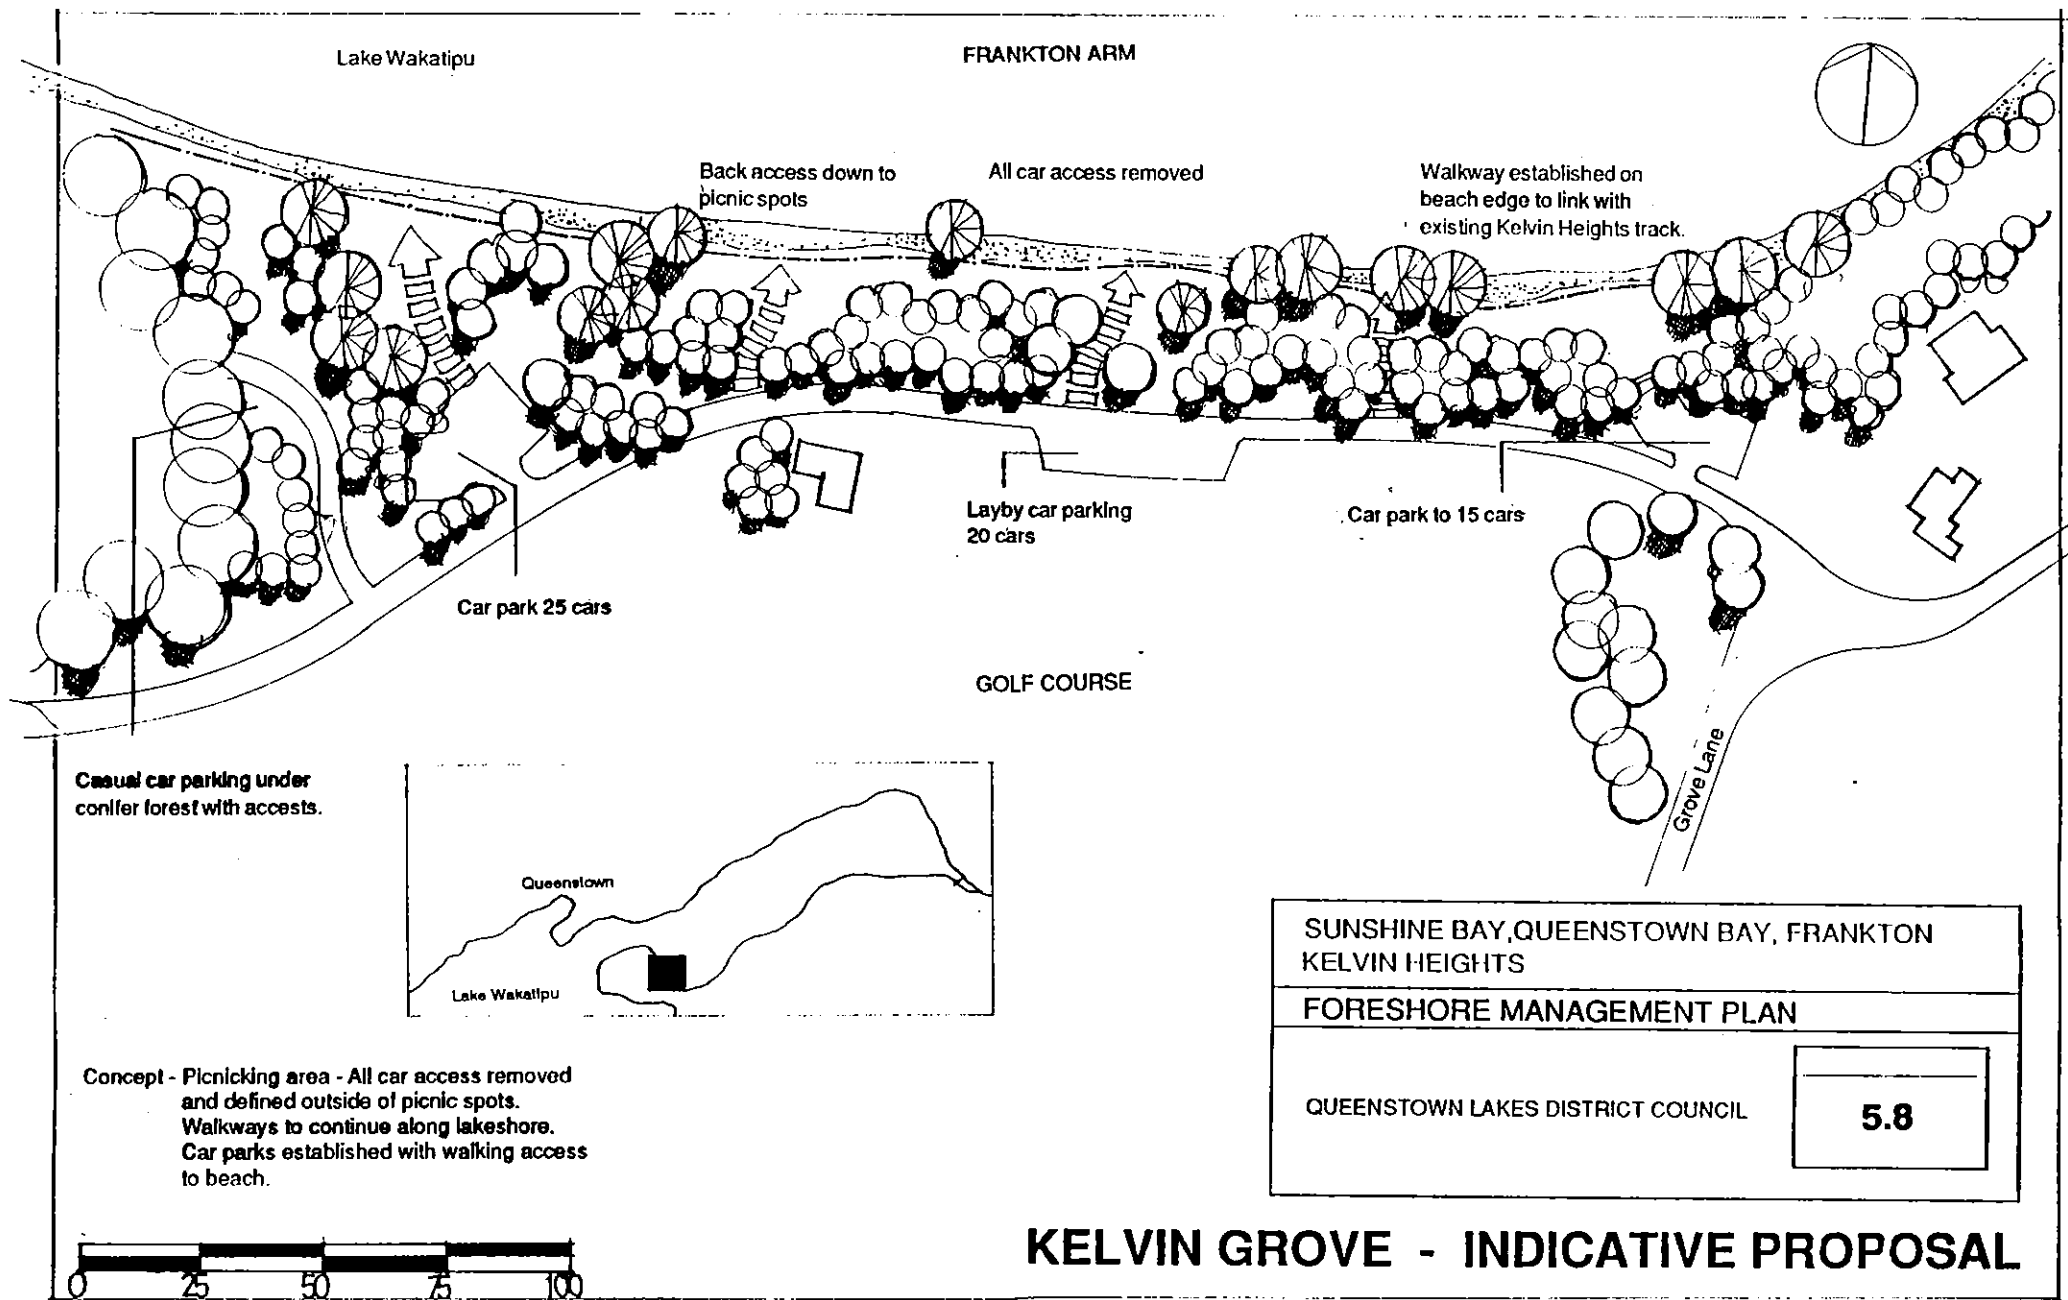 Lake Wakatipu
FRANKTON ARM
Back access down to
picnic spots
All car access removed
Walkway established on
beach edge to link with
existing Kelvin Heights track.
Layby car parking
20 cars
Car park to 15 cars
Car park 25 cars
GOLF COURSE
Grove Lane
Casual car parking under
conifer forest with accests.
Queenstown
Lake Wakatipu
SUNSHINE BAY,QUEENSTOWN BAY, FRANKTON
KELVIN HEIGHTS
FORESHORE MANAGEMENT PLAN
QUEENSTOWN LAKES DISTRICT COUNCIL
5.8
Concept - Picnicking area - All car access removed
and defined outside of picnic spots.
Walkways to continue along lakeshore.
Car parks established with walking access
to beach.
0 25 50 75 100
KELVIN GROVE - INDICATIVE PROPOSAL